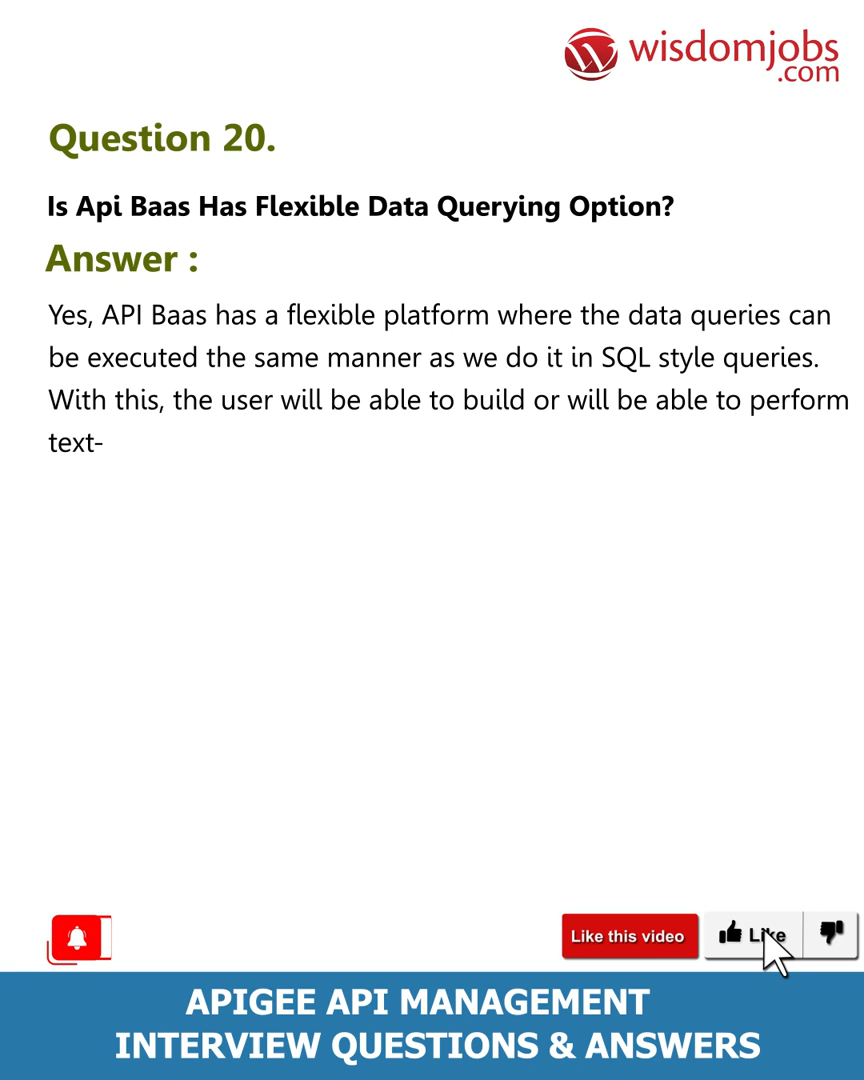 wisdomjobs
.com
Question 20.
Is Api Baas Has Flexible Data Querying Option?
Answer :
Yes, API Baas has a flexible platform where the data queries can
be executed the same manner as we do it in SQL style queries.
With this, the user will be able to build or will be able to perform
text-
Like this video
Like
APIGEE API MANAGEMENT
INTERVIEW QUESTIONS & ANSWERS